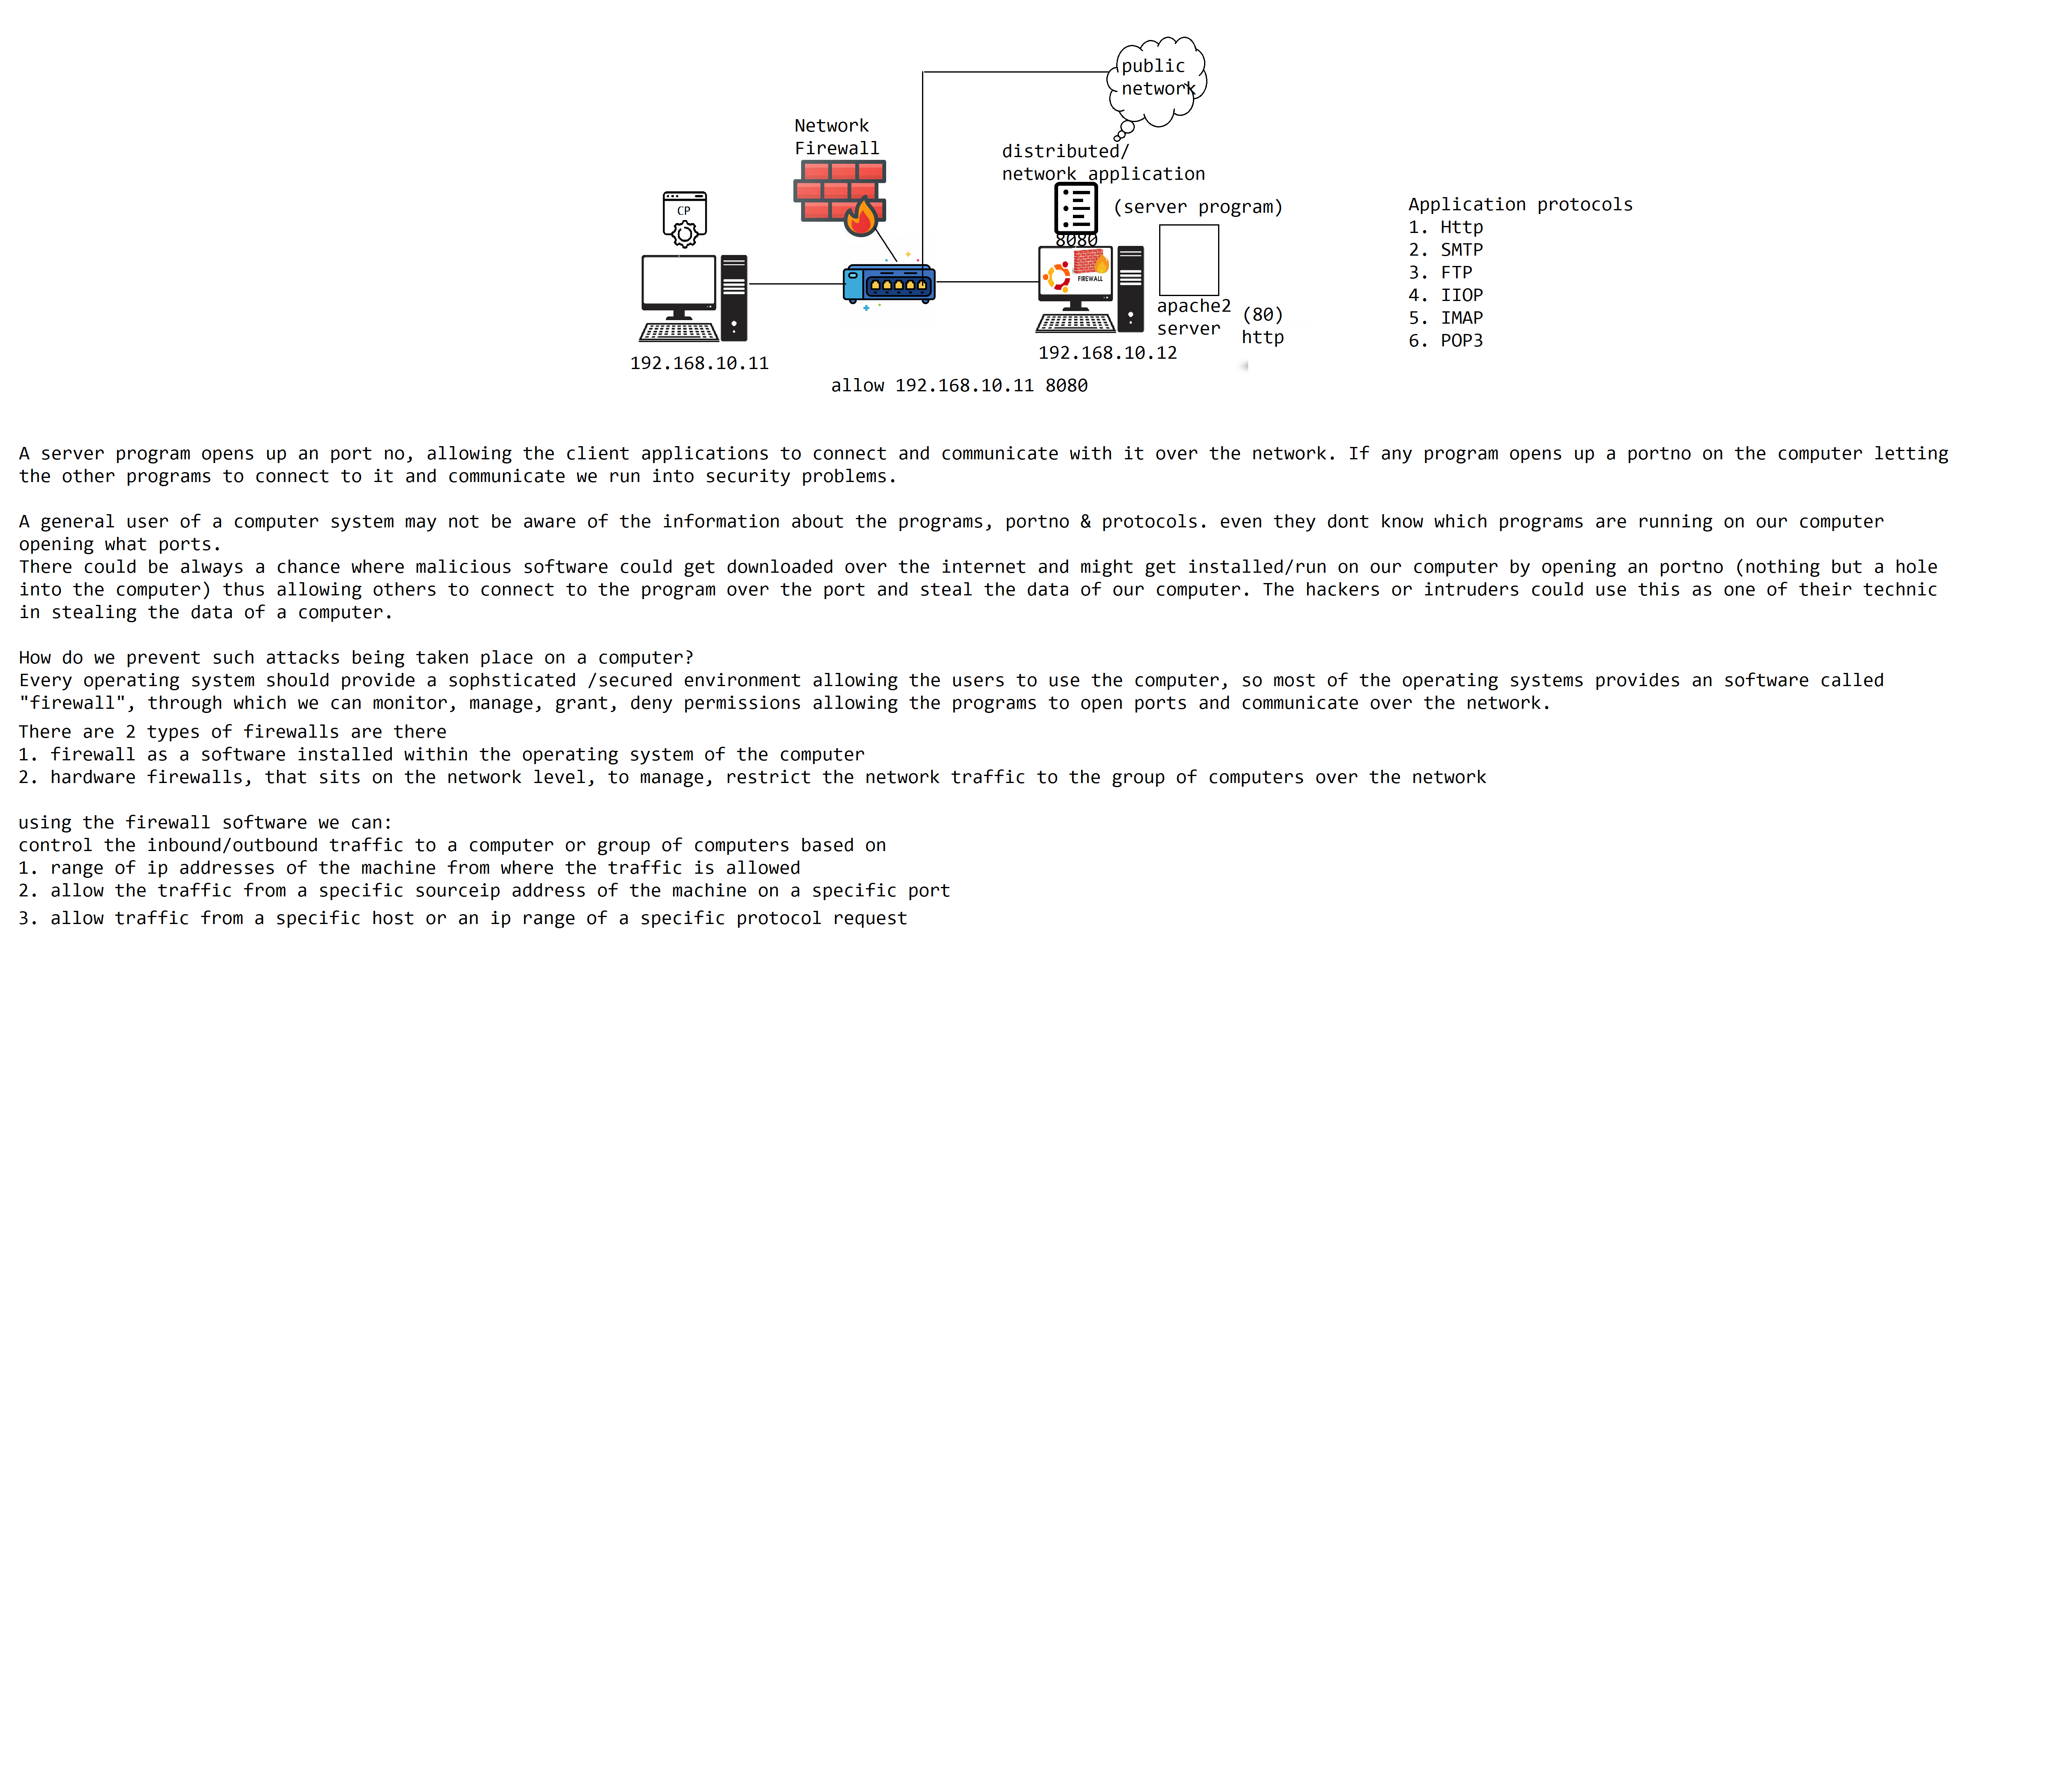 public
network
Network
Firewall
distributed/
network application
(server program)
CP
8080
FIREWALL
apache2
server
(80)
http
192.168.10.11
192.168.10.12
allow 192.168.10.11 8080
Application protocols
1. Http
2. SMTP
3. FTP
4. IIOP
5. IMAP
6. POP3
A server program opens up an port no, allowing the client applications to connect and communicate with it over the network. If any program opens up a portno on the computer letting
the other programs to connect to it and communicate we run into security problems.
A general user of a computer system may not be aware of the information about the programs, portno & protocols. even they dont know which programs are running on our computer
opening what ports.
There could be always a chance where malicious software could get downloaded over the internet and might get installed/run on our computer by opening an portno (nothing but a hole
into the computer) thus allowing others to connect to the program over the port and steal the data of our computer. The hackers or intruders could use this as one of their technic
in stealing the data of a computer.
How do we prevent such attacks being taken place on a computer?
Every operating system should provide a sophsticated /secured environment allowing the users to use the computer, so most of the operating systems provides an software called
"firewall", through which we can monitor, manage, grant, deny permissions allowing the programs to open ports and communicate over the network.
There are 2 types of firewalls are there
1. firewall as a software installed within the operating system of the computer
2. hardware firewalls, that sits on the network level, to manage, restrict the network traffic to the group of computers over the network
using the firewall software we can:
control the inbound/outbound traffic to a computer or group of computers based on
1. range of ip addresses of the machine from where the traffic is allowed
2. allow the traffic from a specific sourceip address of the machine on a specific port
3. allow traffic from a specific host or an ip range of a specific protocol request